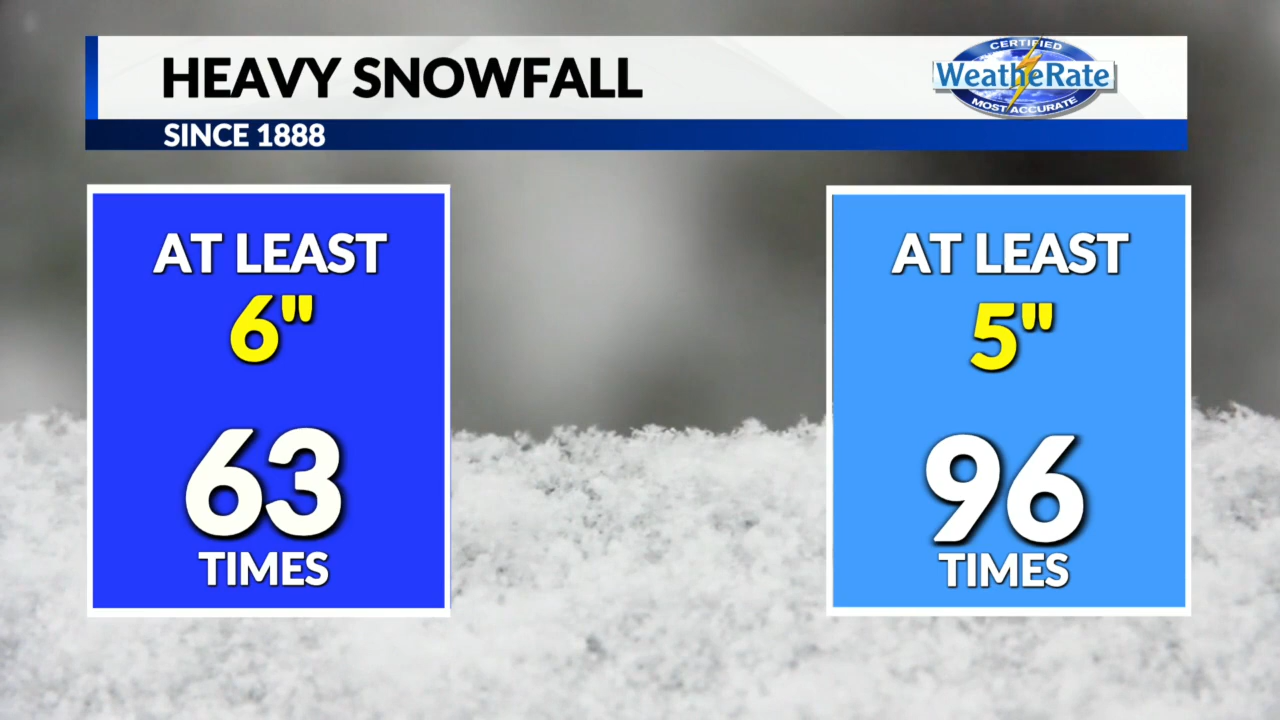 HEAVY SNOWFALL
SINCE 1888
CERTIFIED
WeatheRate
MOST ACCURATE
AT LEAST
6"
63
TIMES
AT LEAST
5"
96
TIMES